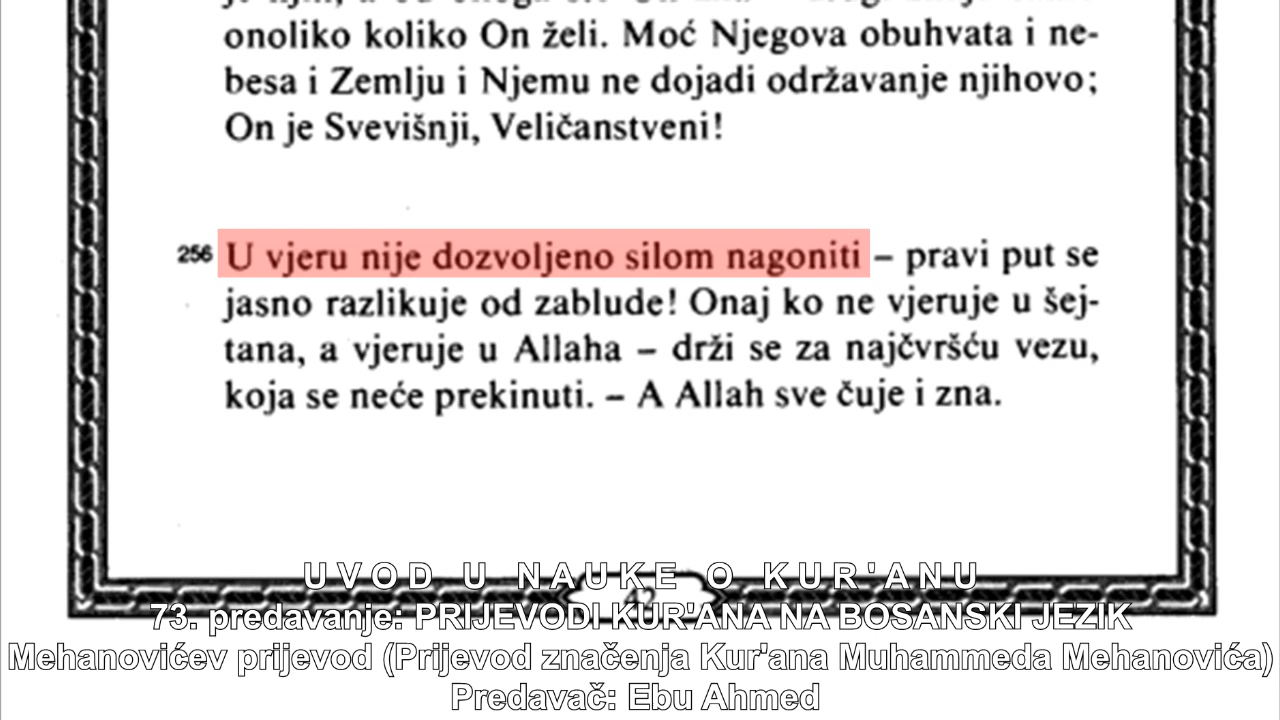 onoliko koliko On želi. Moć Njegova obuhvata i ne-
besa i Zemlju i Njemu ne dojadi održavanje njihovo;
On je Svevišnji, Veličanstveni!
256 U vjeru nije dozvoljeno silom nagoniti – pravi put se
jasno razlikuje od zablude! Onaj ko ne vjeruje u šej-
tana, a vjeruje u Allaha – drži se za najčvršću vezu,
koja se neće prekinuti. – A Allah sve čuje i zna.
UVOD U NAUKE O KUR'ANU
73. predavanje: PRIJEVODI KUR'ANA NA BOSANSKI JEZIK
Mehanovićev prijevod (Prijevod značenja Kur'ana Muhammeda Mehanovića)
Predavač: Ebu Ahmed